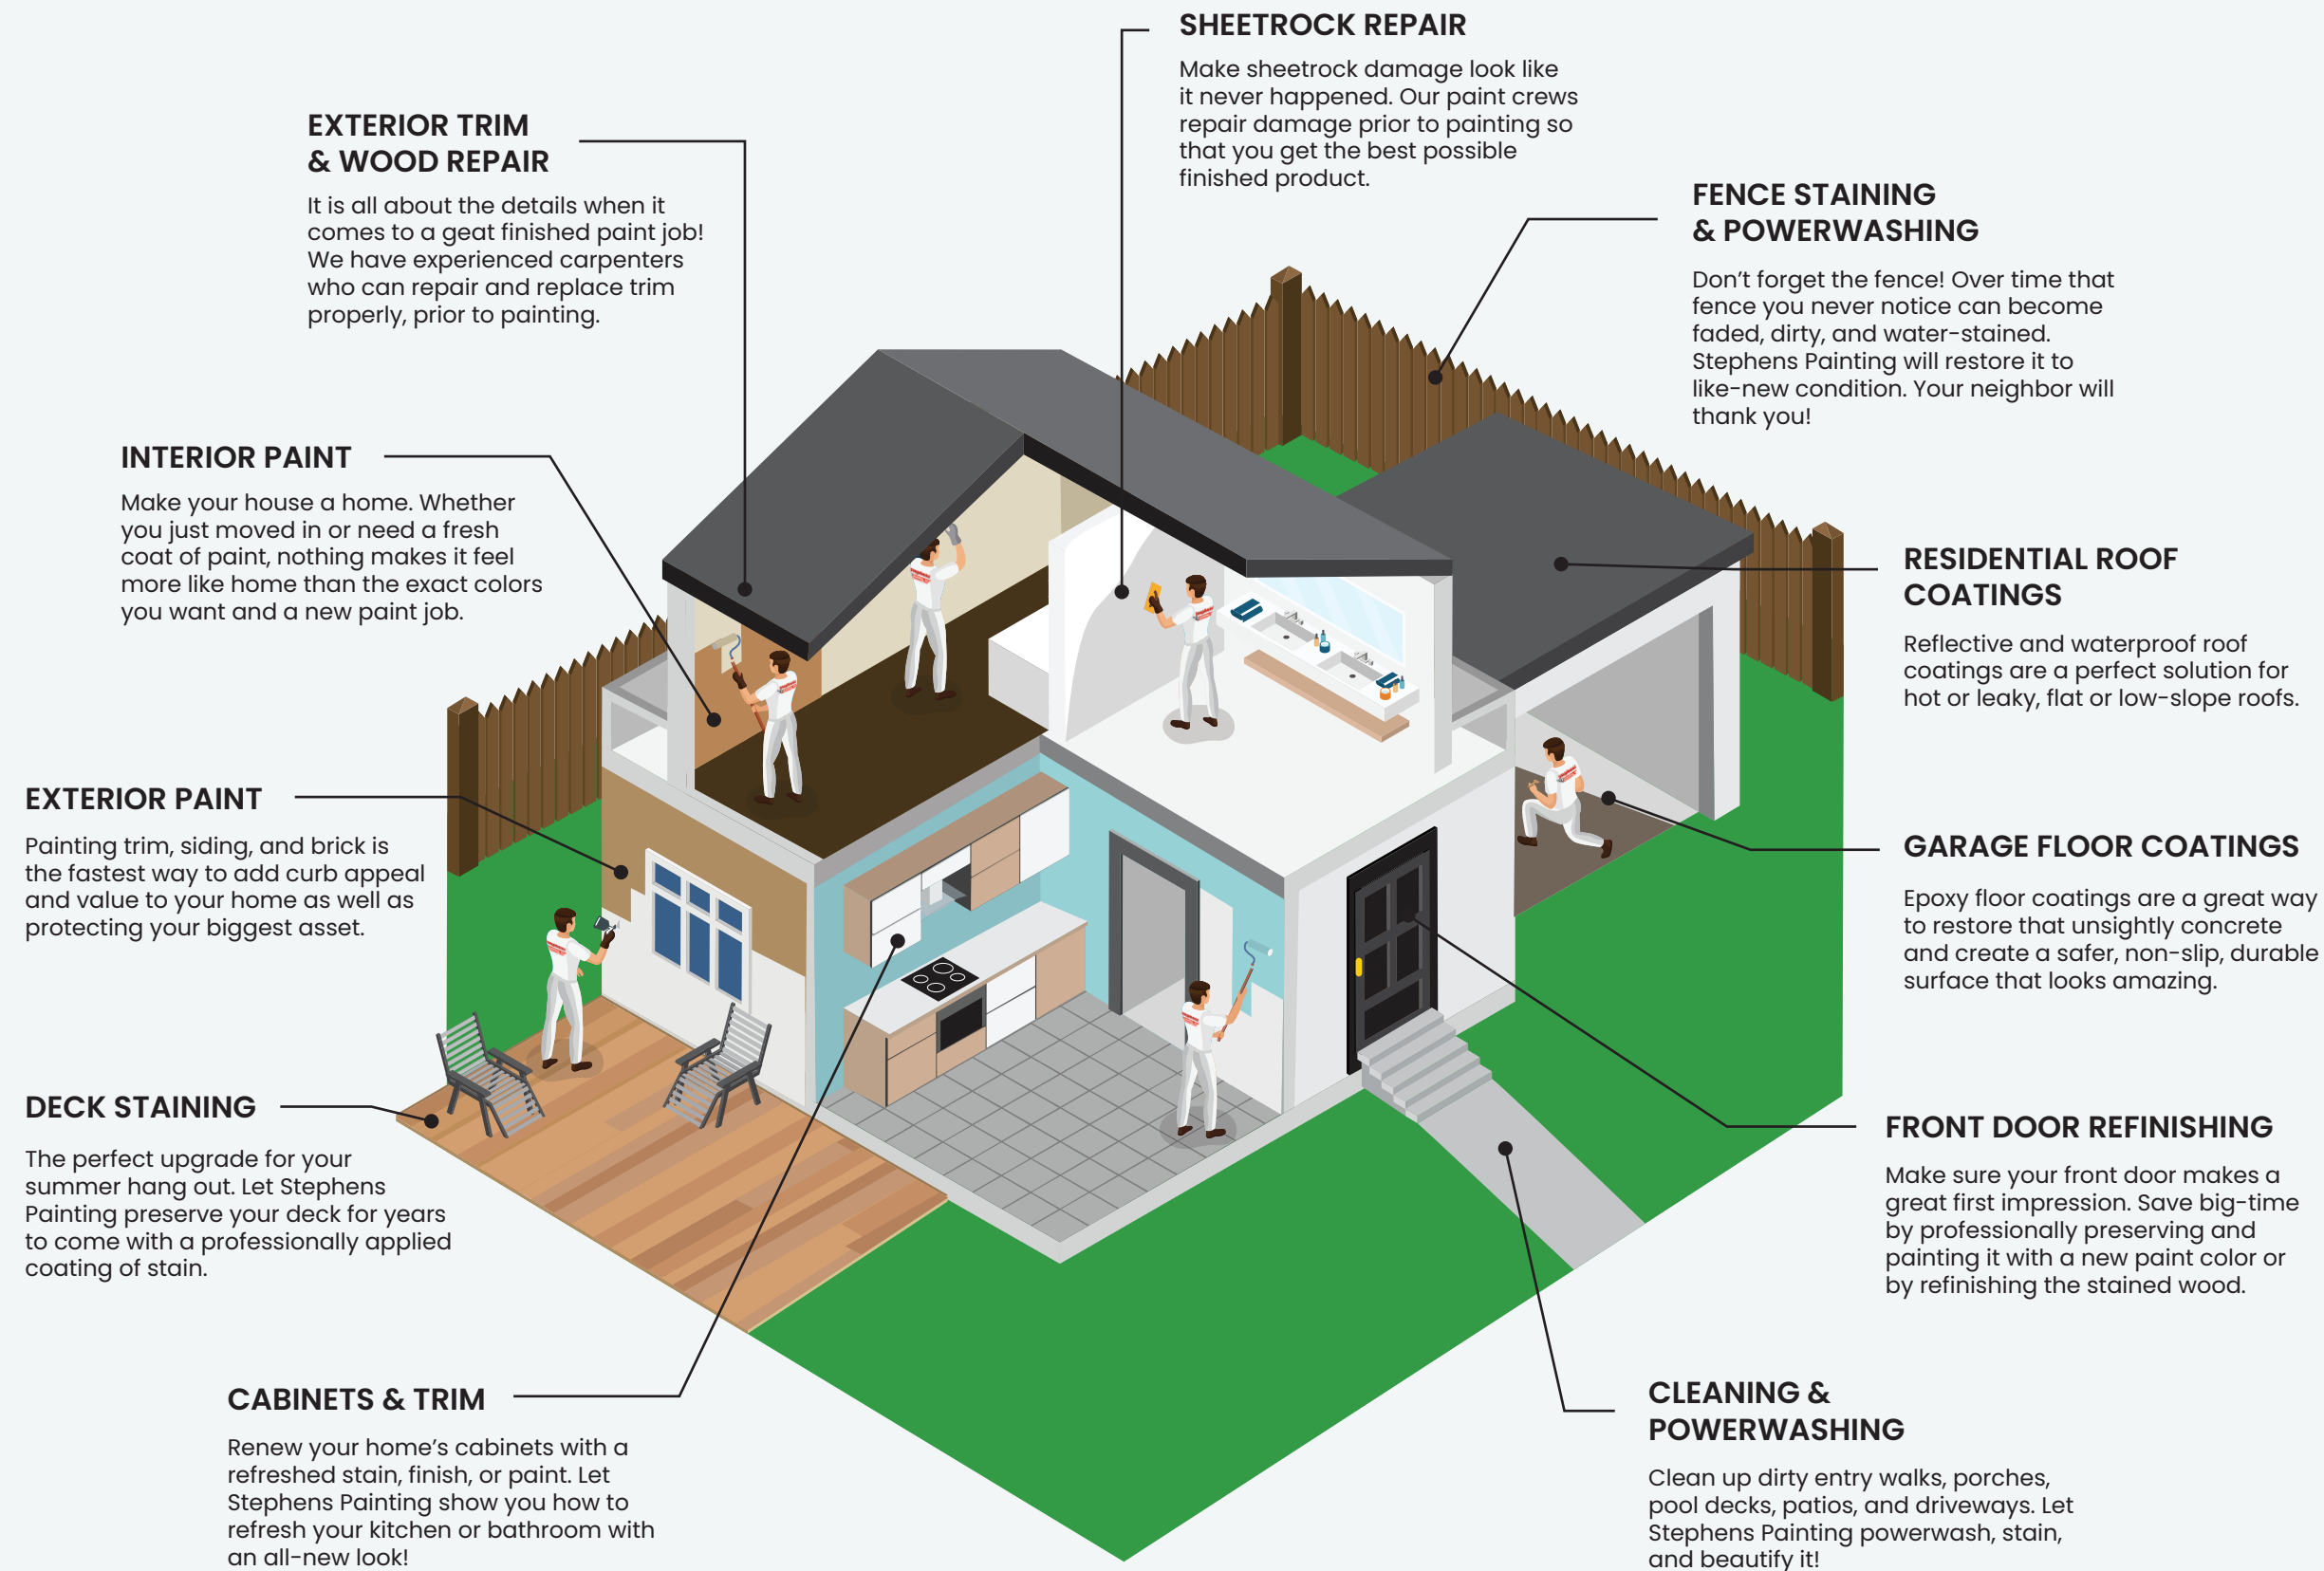 SHEETROCK REPAIR
Make sheetrock damage look like
it never happened. Our paint crews
repair damage prior to painting so
that you get the best possible
finished product.
EXTERIOR TRIM
& WOOD REPAIR
It is all about the details when it
comes to a geat finished paint job!
We have experienced carpenters
who can repair and replace trim
properly, prior to painting.
FENCE STAINING
& POWERWASHING
Don’t forget the fence! Over time that
fence you never notice can become
faded, dirty, and water-stained.
Stephens Painting will restore it to
like-new condition. Your neighbor will
thank you!
INTERIOR PAINT
Make your house a home. Whether
you just moved in or need a fresh
coat of paint, nothing makes it feel
more like home than the exact colors
you want and a new paint job.
RESIDENTIAL ROOF
COATINGS
Reflective and waterproof roof
coatings are a perfect solution for
hot or leaky, flat or low-slope roofs.
EXTERIOR PAINT
Painting trim, siding, and brick is
the fastest way to add curb appeal
and value to your home as well as
protecting your biggest asset.
GARAGE FLOOR COATINGS
Epoxy floor coatings are a great way
to restore that unsightly concrete
and create a safer, non-slip, durable
surface that looks amazing.
DECK STAINING
The perfect upgrade for your
summer hang out. Let Stephens
Painting preserve your deck for years
to come with a professionally applied
coating of stain.
FRONT DOOR REFINISHING
Make sure your front door makes a
great first impression. Save big-time
by professionally preserving and
painting it with a new paint color or
by refinishing the stained wood.
CABINETS & TRIM
Renew your home’s cabinets with a
refreshed stain, finish, or paint. Let
Stephens Painting show you how to
refresh your kitchen or bathroom with
an all-new look!
CLEANING &
POWERWASHING
Clean up dirty entry walks, porches,
pool decks, patios, and driveways. Let
Stephens Painting powerwash, stain,
and beautify it!